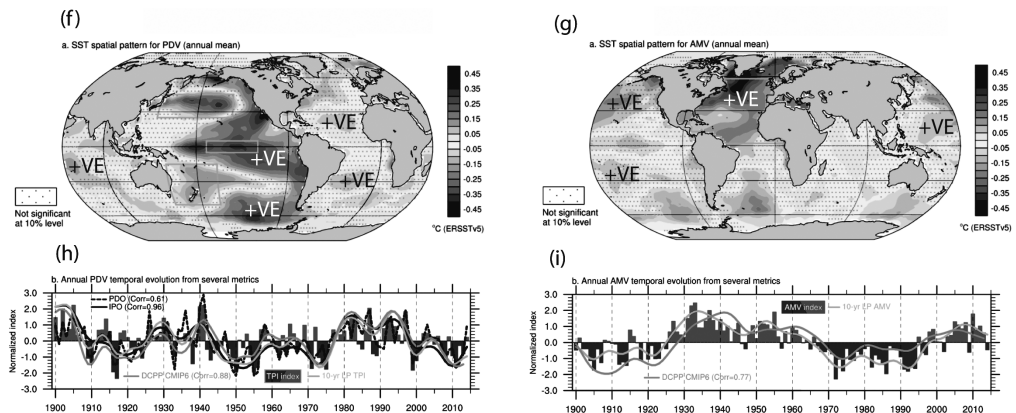 (f)
a. SST spatial pattern for PDV (annual mean)
+VE
+VE
+VE
+VE
+VE
Not significant
at 10% level
0.45
0.35
0.25
0.15
0.05
-0.05
-0.15
-0.25
-0.35
-0.45
°C (ERSSTv5)
(g)
a. SST spatial pattern for AMV (annual mean)
+VE
+VE
+VE
+VE
Not significant
at 10% level
0.45
0.35
0.25
0.15
0.05
-0.05
-0.15
-0.25
-0.35
-0.45
°C (ERSSTv5)
(h)
b. Annual PDV temporal evolution from several metrics
Normalized index
3.0
2.0
1.0
0.0
-1.0
-2.0
-3.0
PDO (Corr=0.61)
IPO (Corr=0.96)
DCPP CMIP6 (Corr=0.88)
TPI index
10-yr LP TPI
1900 1910 1920 1930 1940 1950 1960 1970 1980 1990 2000 2010
(i)
b. Annual AMV temporal evolution from several metrics
Normalized index
3.0
2.0
1.0
0.0
-1.0
-2.0
-3.0
AMV index
10-yr LP AMV
DCPP CMIP6 (Corr=0.77)
1900 1910 1920 1930 1940 1950 1960 1970 1980 1990 2000 2010